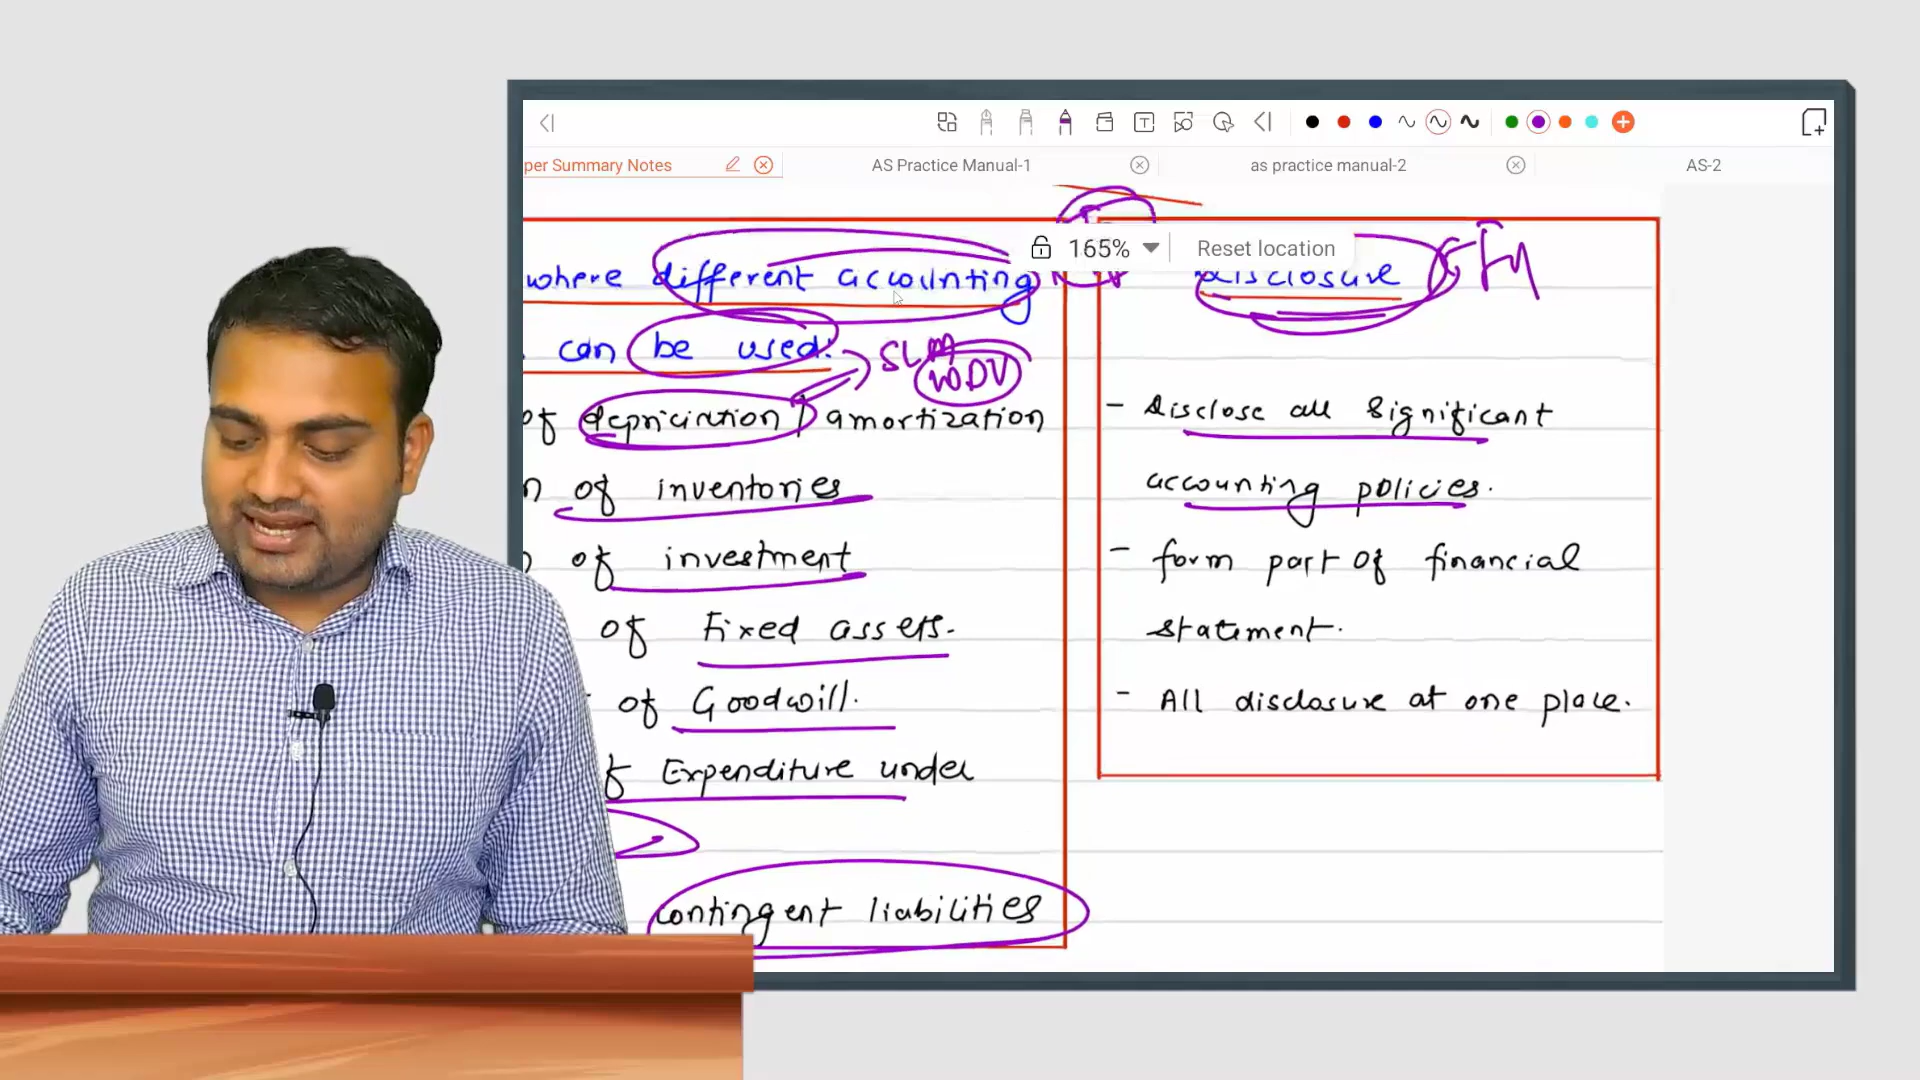 per Summary Notes
AS Practice Manual-1
as practice manual-2
AS-2
165%
Reset location
where different accounting
can be used.
SLM
WDV
of depriciation / amortization
of inventories
of investment
of Fixed assets.
of Goodwill.
Expenditure under
contingent liabilities
disclosure
- disclose all significant
accounting policies.
- form part of financial
statement.
- All disclosure at one place.